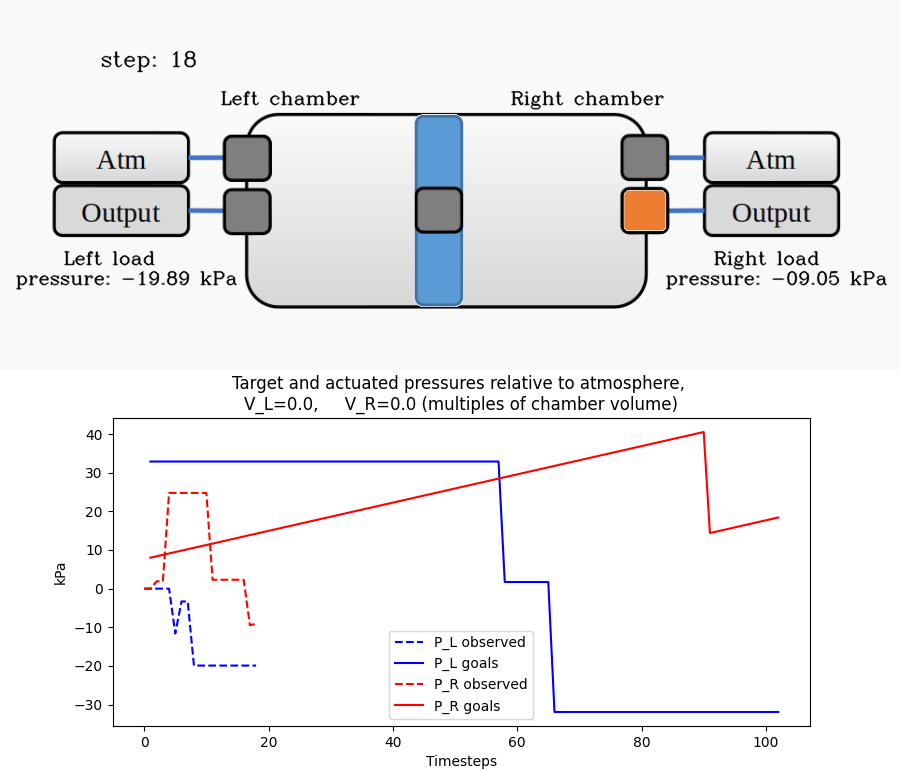 step: 18
Left chamber
Right chamber
Atm
Atm
Output
Output
Left load
pressure: -19.89 kPa
Right load
pressure: -09.05 kPa
Target and actuated pressures relative to atmosphere,
V_L=0.0, V_R=0.0 (multiples of chamber volume)
40
30
20
10
0
−10
−20
−30
kPa
P_L observed
P_L goals
P_R observed
P_R goals
0 20 40 60 80 100
Timesteps